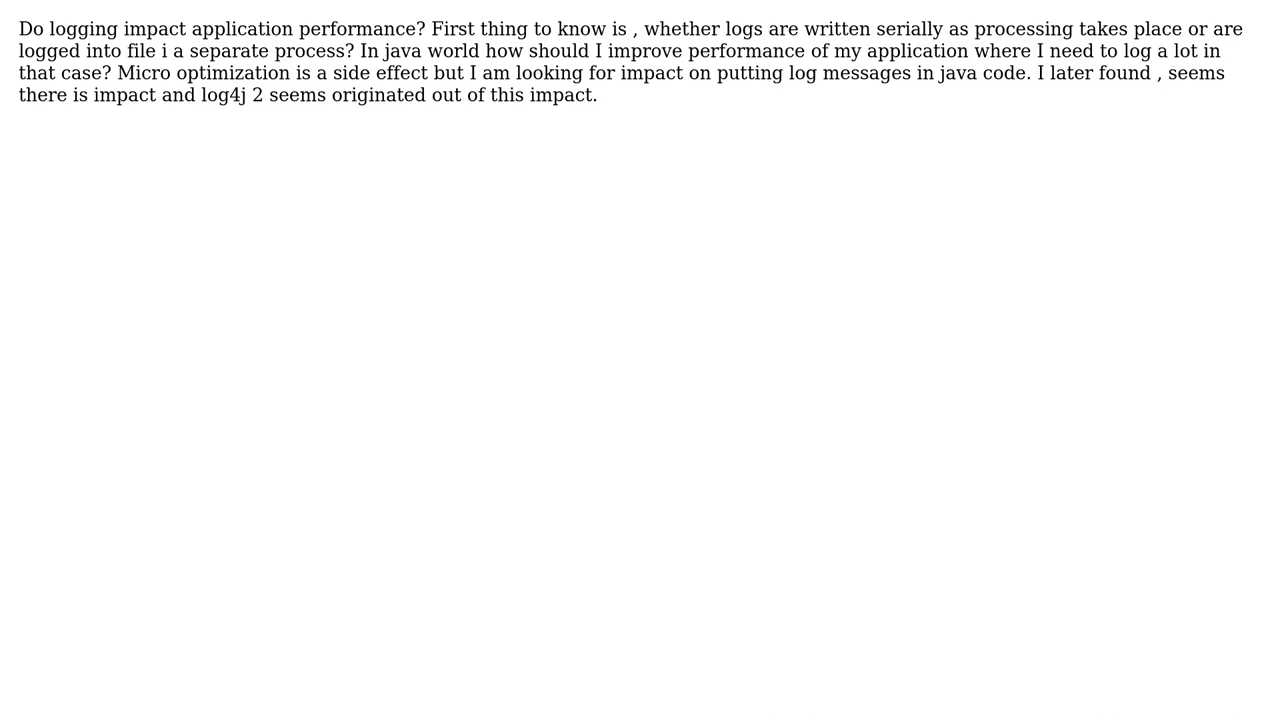 Do logging impact application performance? First thing to know is , whether logs are written serially as processing takes place or are
logged into file i a separate process? In java world how should I improve performance of my application where I need to log a lot in
that case? Micro optimization is a side effect but I am looking for impact on putting log messages in java code. I later found , seems
there is impact and log4j 2 seems originated out of this impact.